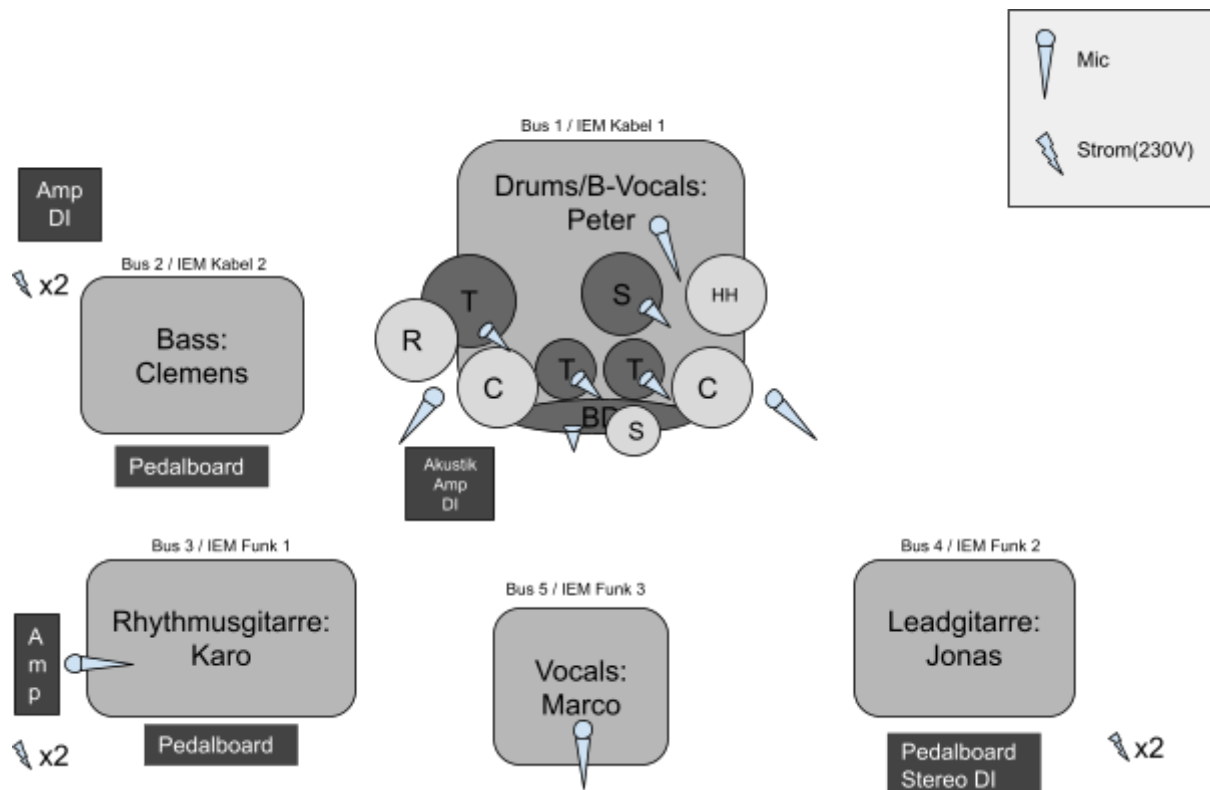 Mic
Strom(230V)
Bus 1 / IEM Kabel 1
Drums/B-Vocals:
Peter
Amp
DI
x2
Bus 2 / IEM Kabel 2
Bass:
Clemens
Pedalboard
T
S
HH
R
C
T
T
C
BD
S
Akustik
Amp
DI
Bus 3 / IEM Funk 1
Rhythmusgitarre:
Karo
A
m
p
x2
Pedalboard
Bus 5 / IEM Funk 3
Vocals:
Marco
Bus 4 / IEM Funk 2
Leadgitarre:
Jonas
Pedalboard
Stereo DI
x2